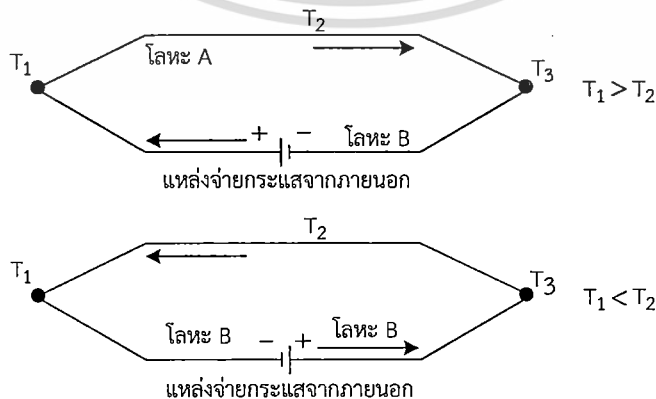 T₂
T₁ โลหะ A T₃ T₁ > T₂
+ − โลหะ B
แหล่งจ่ายกระแสจากภายนอก
T₂
T₁ T₃ T₁ < T₂
โลหะ B − + โลหะ B
แหล่งจ่ายกระแสจากภายนอก